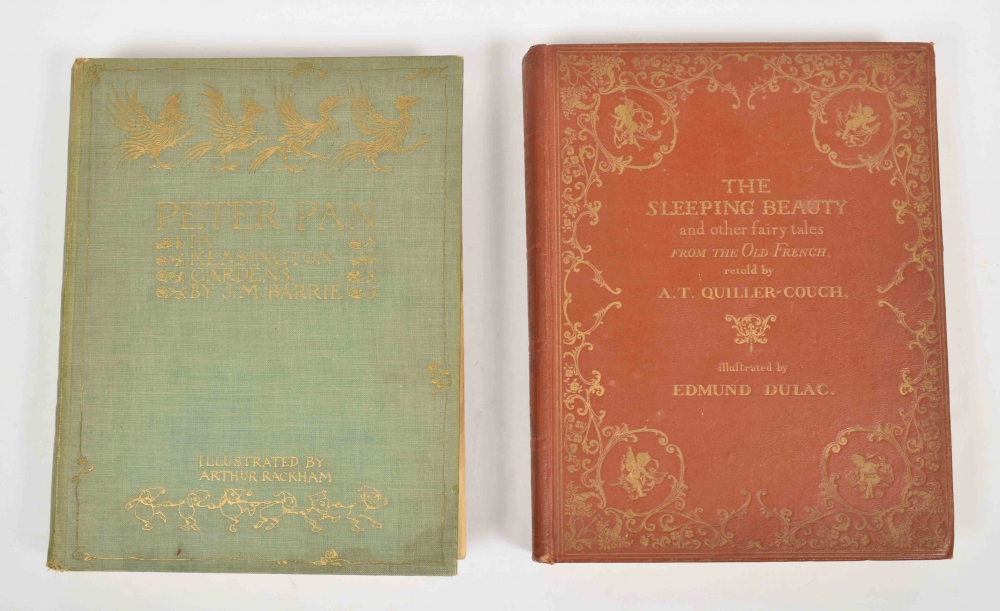 PETER PAN
IN
KENSINGTON
GARDENS
BY J.M. BARRIE
ILLUSTRATED BY
ARTHUR RACKHAM
THE
SLEEPING BEAUTY
and other fairy tales
FROM THE OLD FRENCH,
retold by
A.T. QUILLER-COUCH,
illustrated by
EDMUND DULAC.